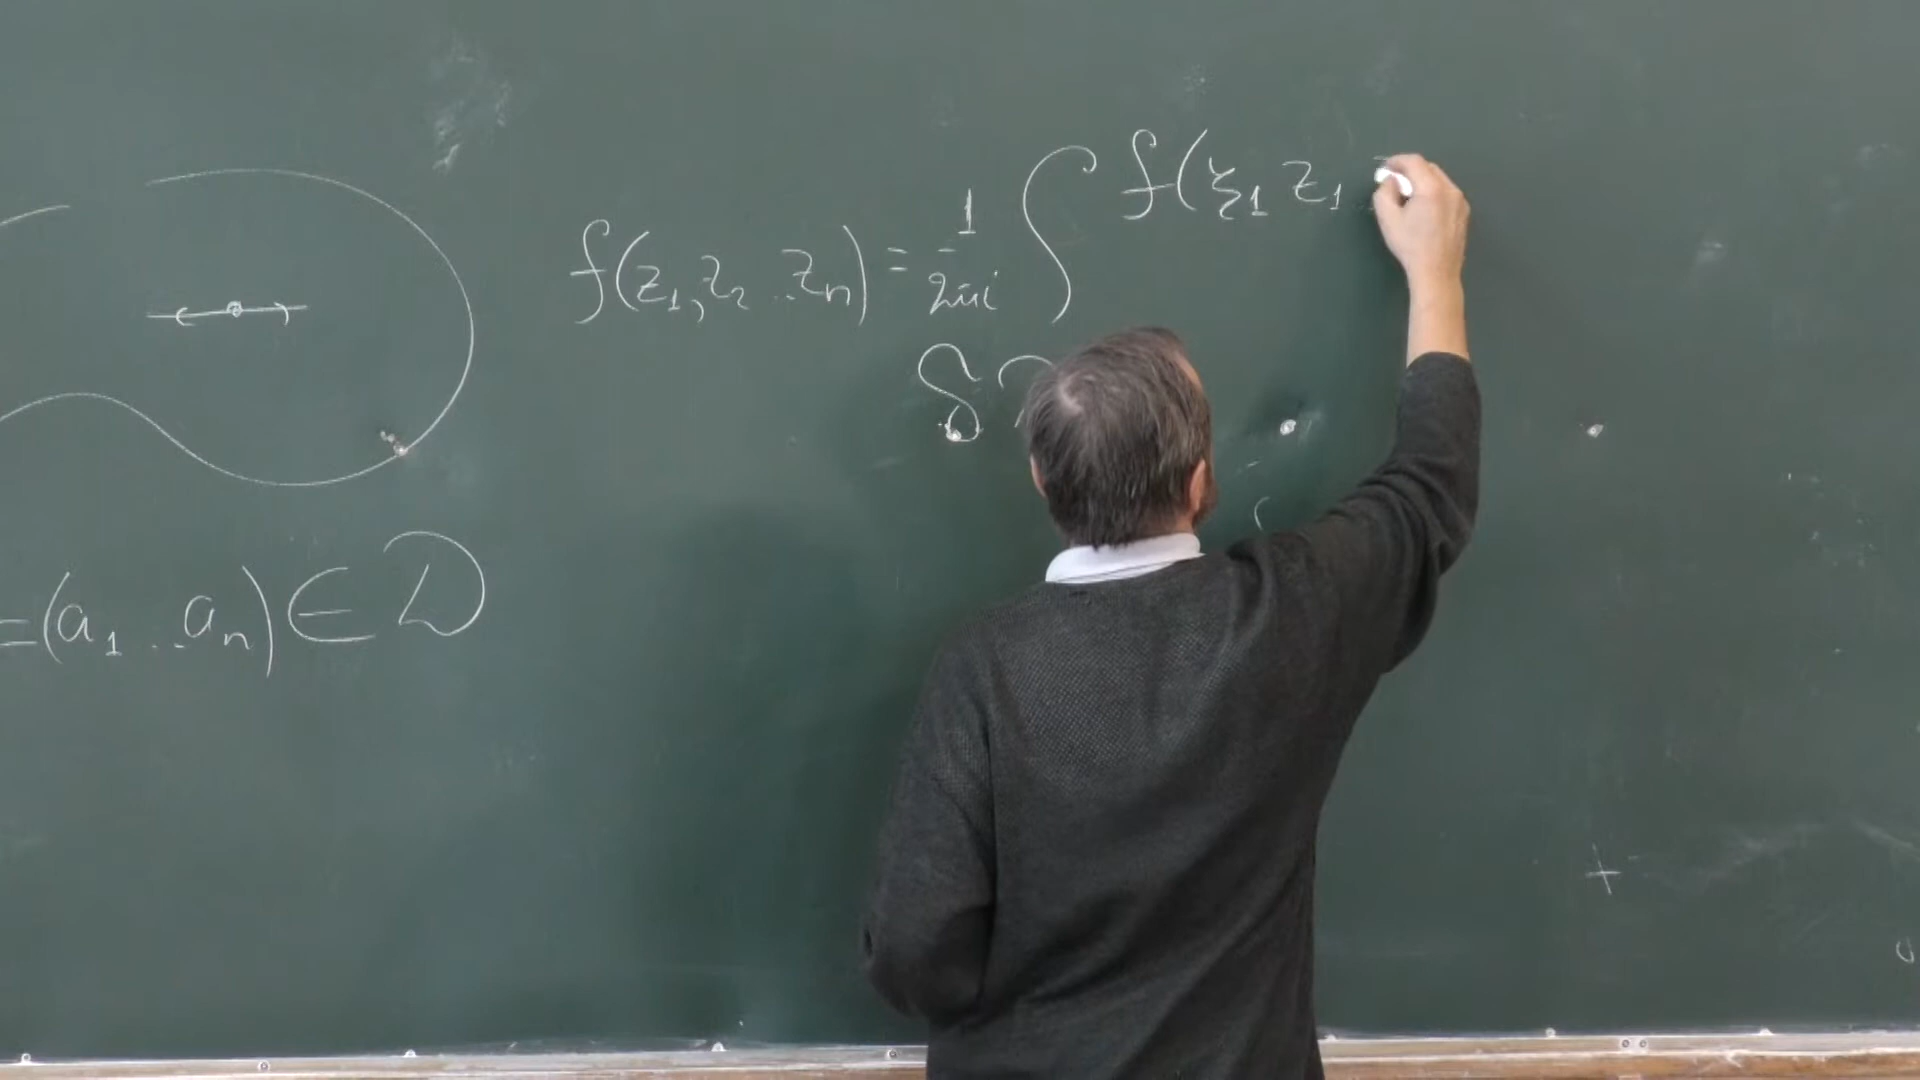 f(z₁, z₂ .. zₙ) = 1/2πi ∫ f(ξ₁ z₁
= (a₁ .. aₙ) ∈ D